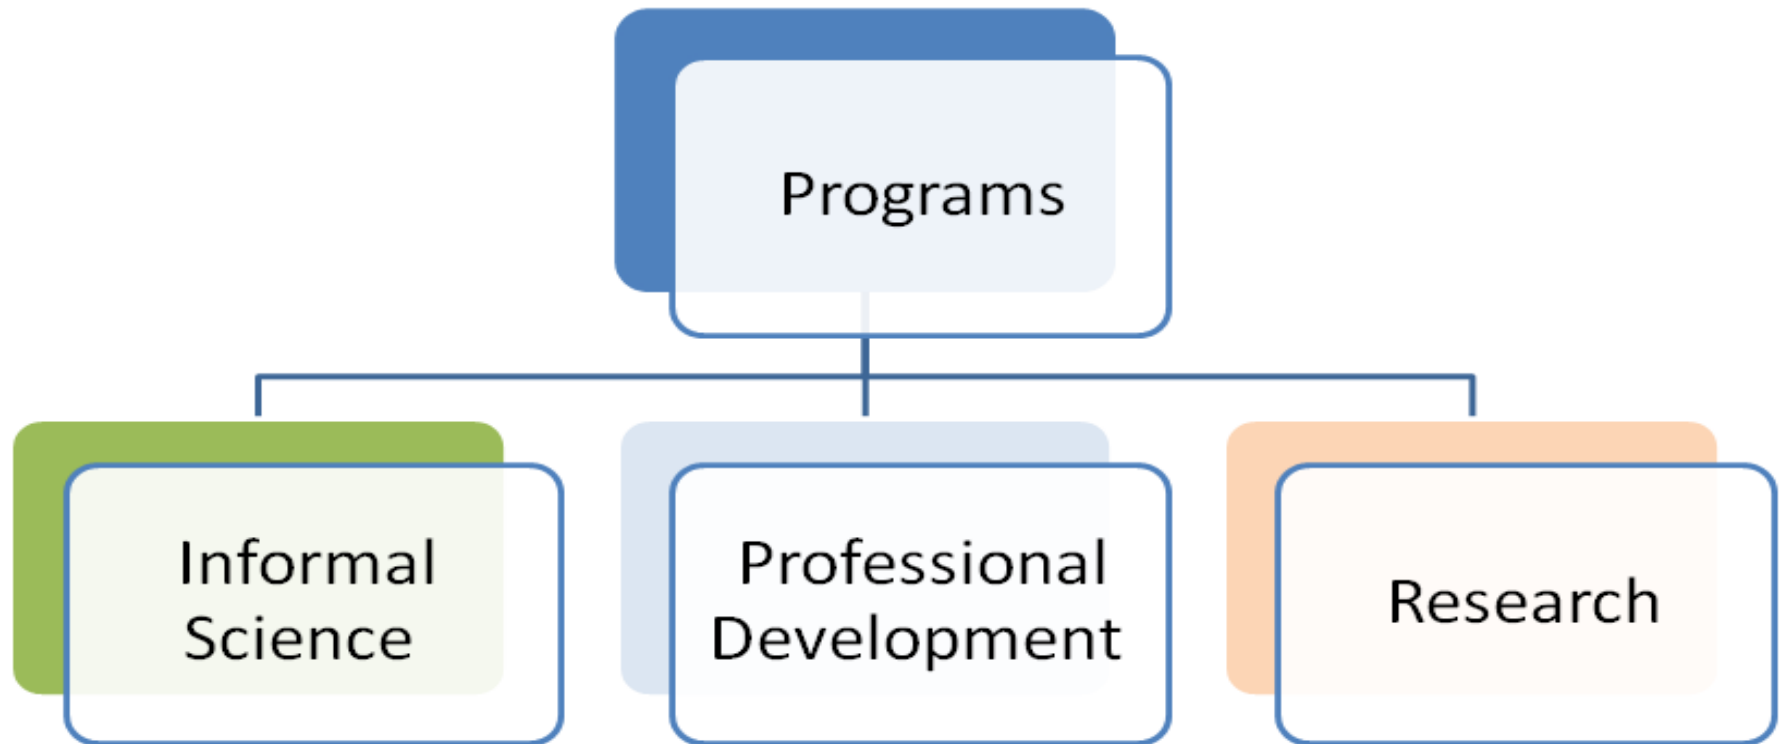 Programs
Informal
Science
Professional
Development
Research